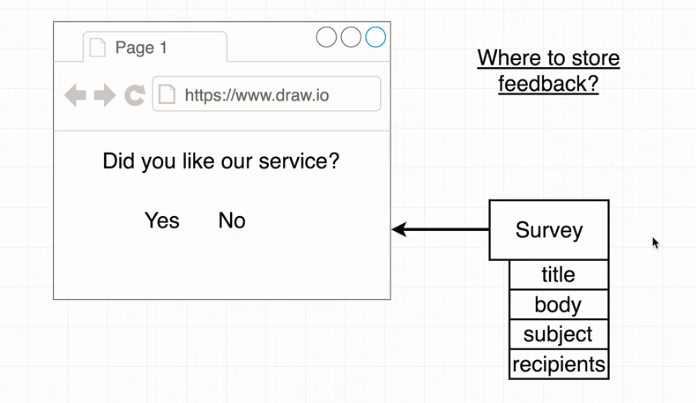 Page 1
https://www.draw.io
Where to store
feedback?
Did you like our service?
Yes No
Survey
title
body
subject
recipients